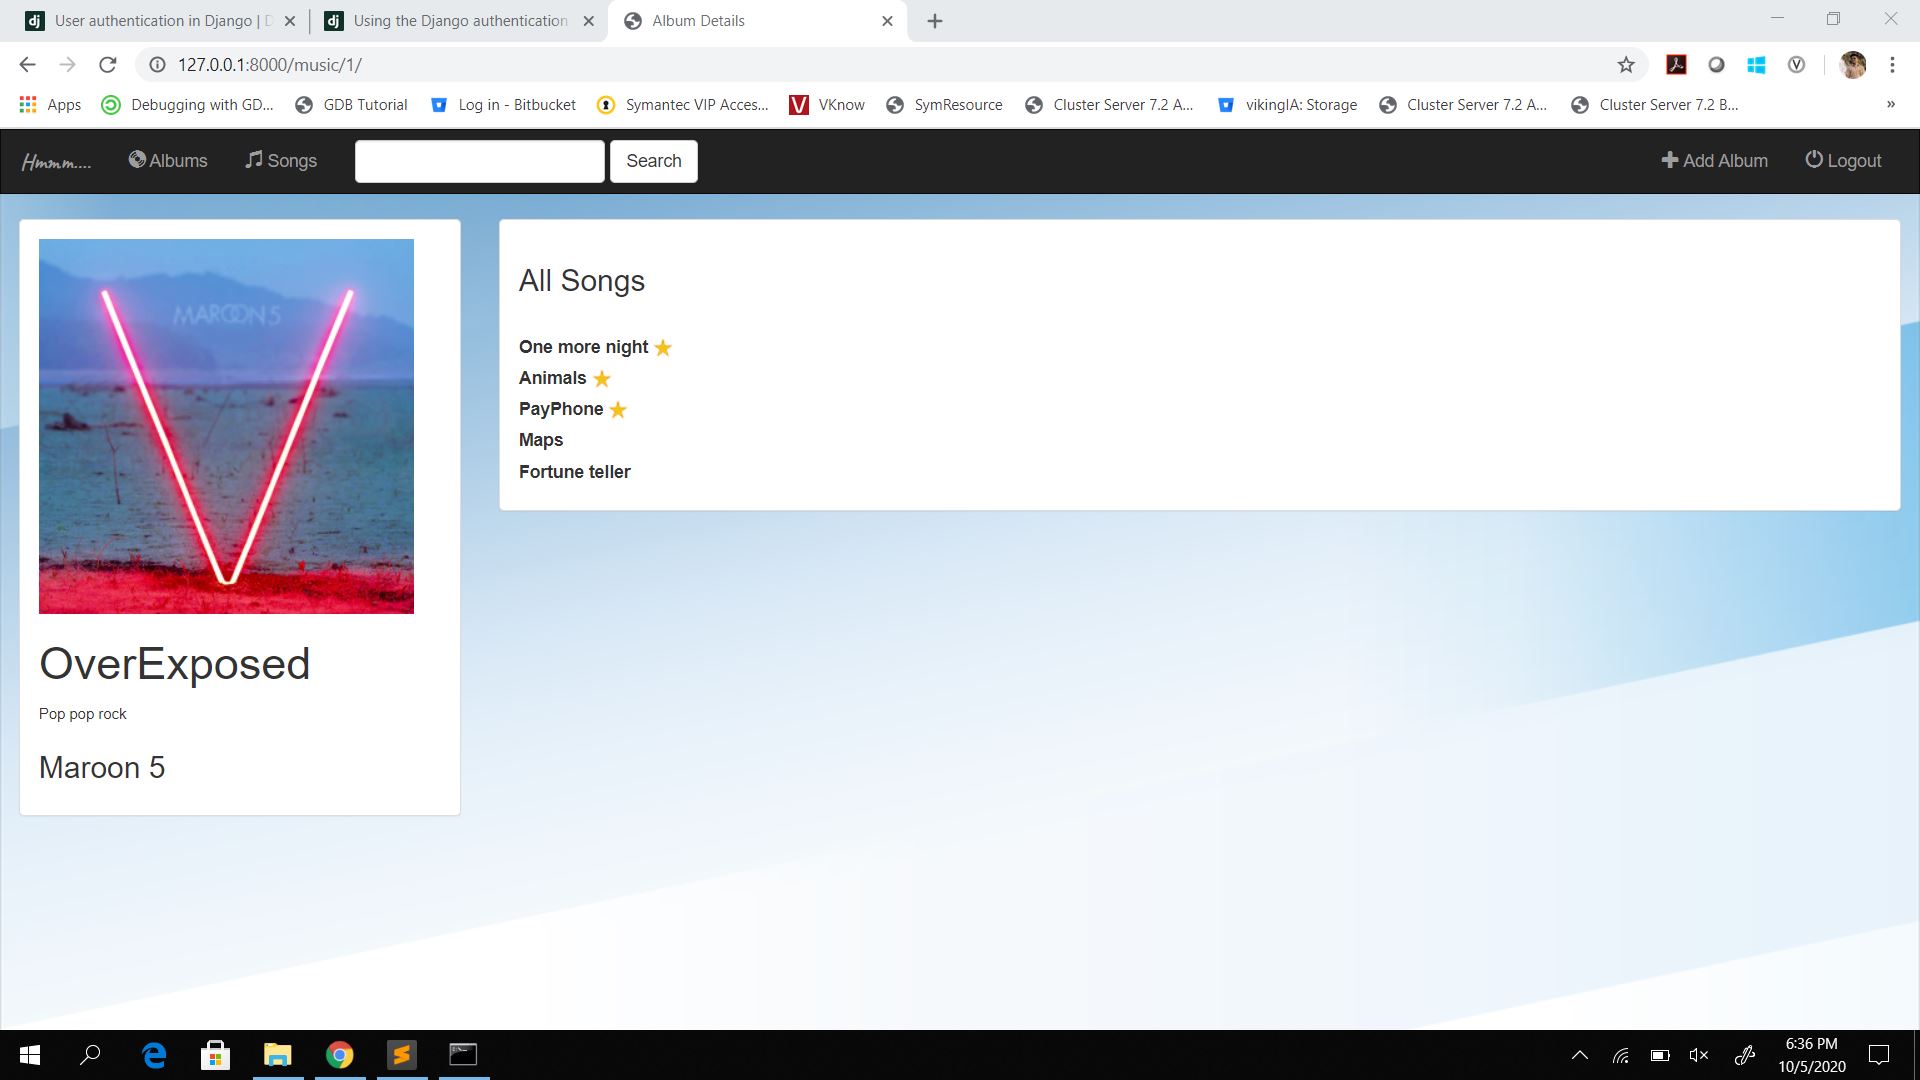 User authentication in Django | D
Using the Django authentication
Album Details
127.0.0.1:8000/music/1/
Apps
Debugging with GD...
GDB Tutorial
Log in - Bitbucket
Symantec VIP Acces...
VKnow
SymResource
Cluster Server 7.2 A...
vikingIA: Storage
Cluster Server 7.2 A...
Cluster Server 7.2 B...
»
Hmmm....
Albums
Songs
Search
Add Album
Logout
MAROON 5
OverExposed
Pop pop rock
Maroon 5
All Songs
One more night
Animals
PayPhone
Maps
Fortune teller
6:36 PM
10/5/2020